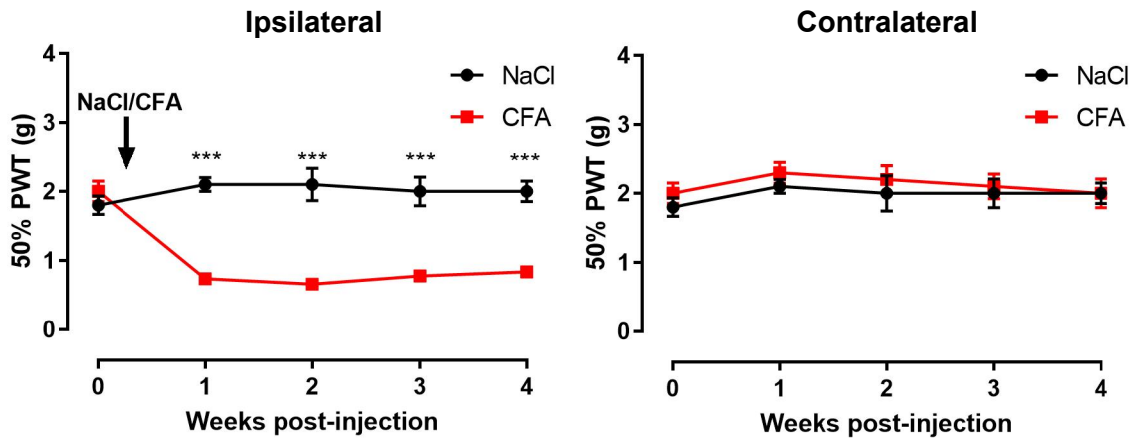 Ipsilateral
50% PWT (g)
4
3
2
1
0
NaCl/CFA
NaCl
CFA
***
***
***
***
0 1 2 3 4
Weeks post-injection
Contralateral
50% PWT (g)
4
3
2
1
0
NaCl
CFA
0 1 2 3 4
Weeks post-injection